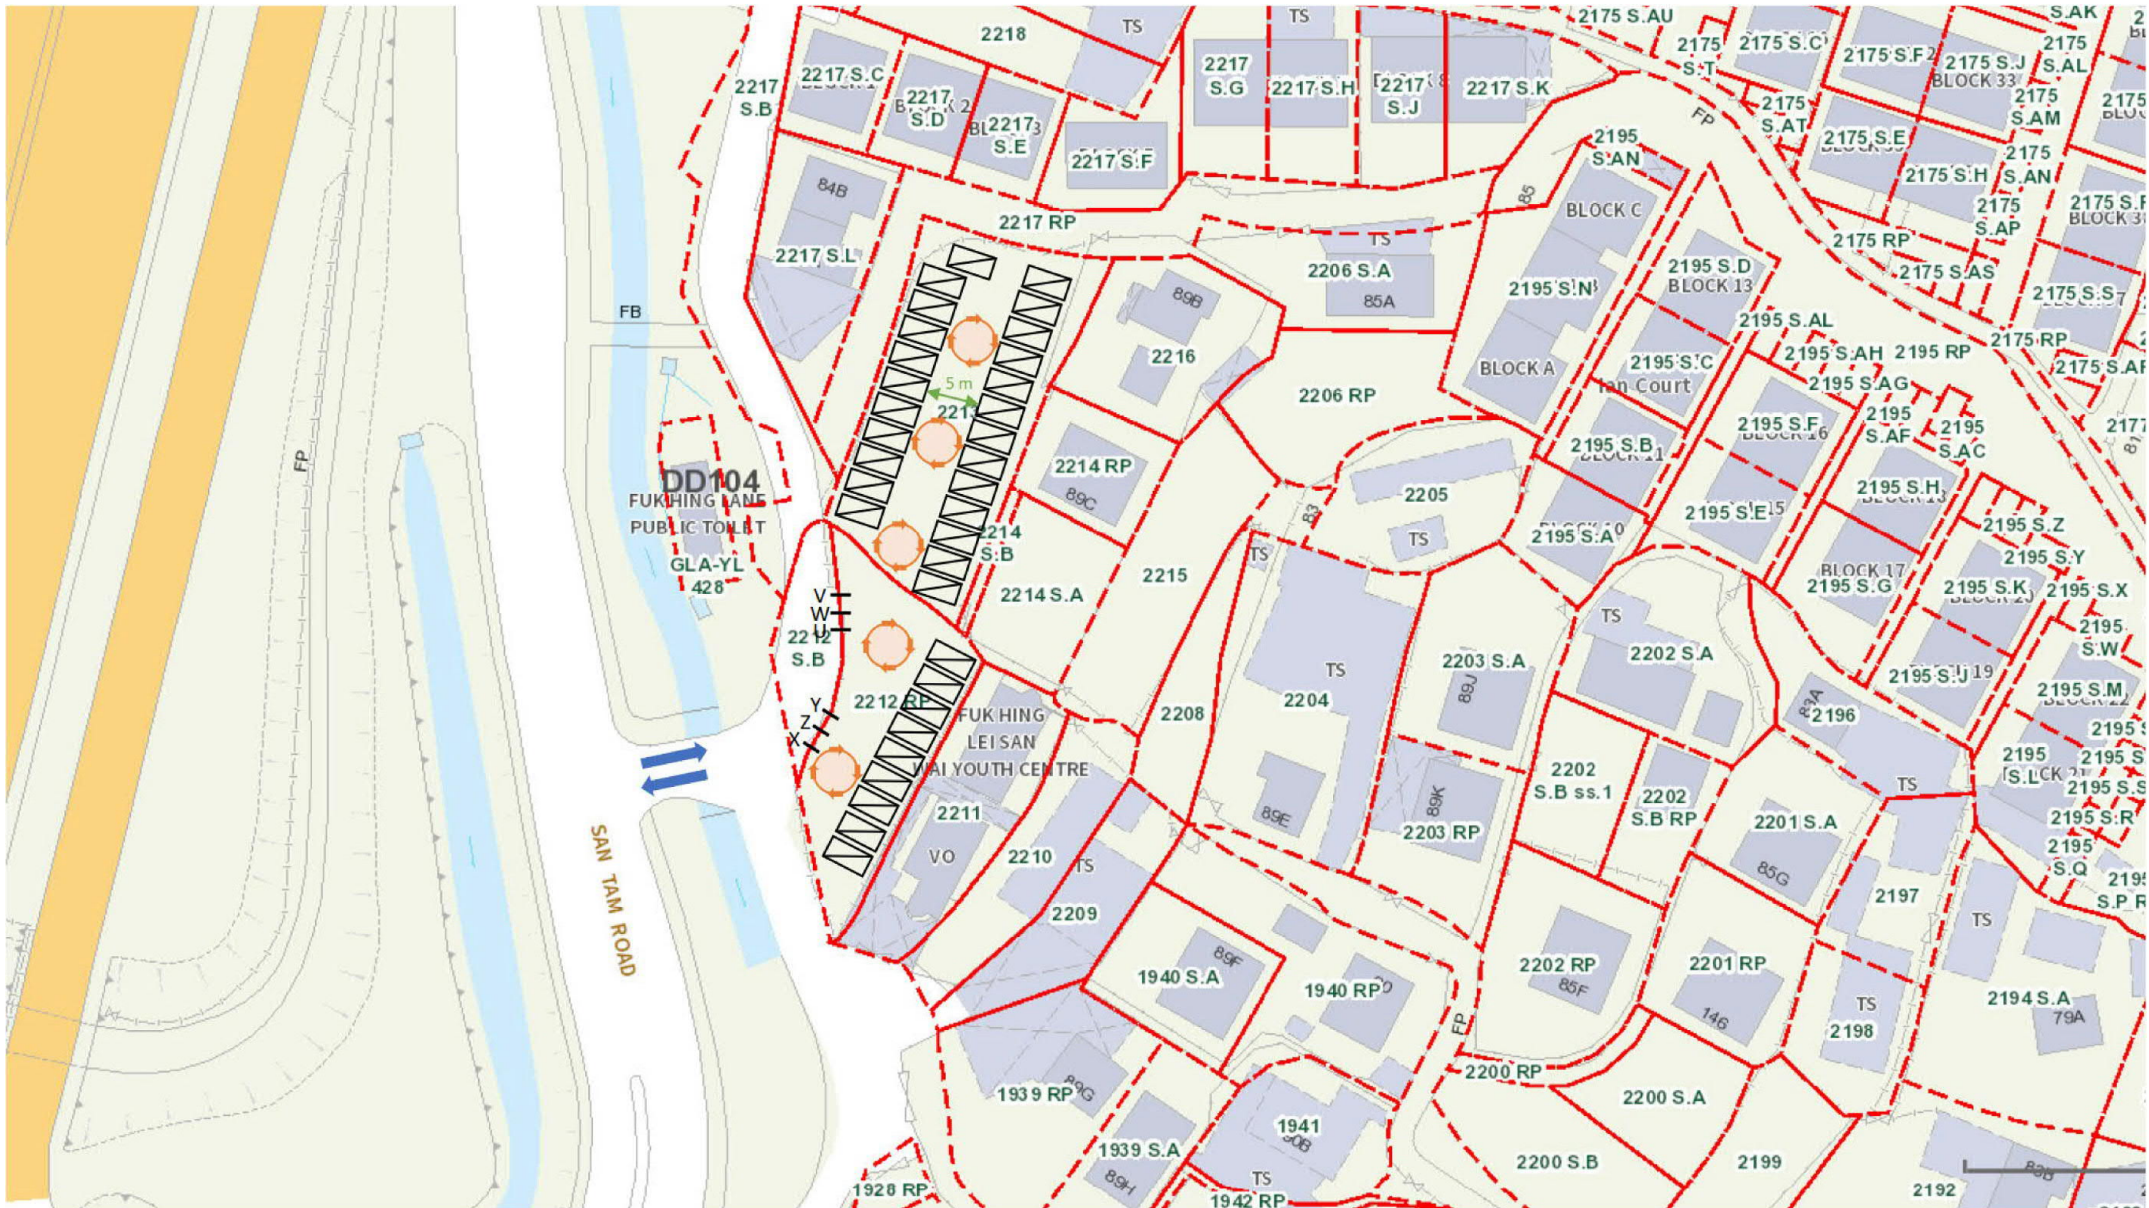 2218
TS
TS
2175 S.AU
S.AK
2217
S.B
2217 S.C
2217
S.D
2217
S.E
2217 S.F
2217
S.G
2217 S.H
2217
S.J
2217 S.K
2175
S.T
2175 S.C
2175 S.F
2175 S.J
BLOCK 33
2175
S.AL
2175
S.AM
2175
S.AT
FP
2175 S.E
2175 S.H
2175
S.AN
2175
S.AP
2195
S.AN
84B
2217 RP
2217 S.L
TS
2206 S.A
85A
BLOCK C
2195 S.N
BLOCK A
2195 S.D
BLOCK 13
2175 RP
2175 S.AS
2175 S.S
2195 S.AL
2195 S.AH
2195 RP
2175 RP
2195 S.AG
2195 S.C
2195
S.AF
2195
S.AC
2195 S.F
2195 S.B
FB
89B
2216
5 m
2213
2206 RP
FP
DD104
FUK HING LANE
PUBLIC TOILET
GLA-YL
428
2214 RP
89C
2214
S.B
2214 S.A
2215
83
2205
TS
TS
2195 S.A
2195 S.E
2195 S.H
2195 S.Z
2195 S.Y
BLOCK 17
2195 S.G
2195 S.K
2195 S.X
2195
S.W
V
W
U
2212
S.B
Y
Z
X
2212 RP
FUK HING
LEI SAN
WAI YOUTH CENTRE
2208
TS
2204
2203 S.A
89J
TS
2202 S.A
2195 S.J
83A
2196
2195 S.M
2195
S.L
2211
VO
2210
TS
2209
89E
89K
2203 RP
2202
S.B ss.1
2202
S.B RP
2201 S.A
85G
TS
2197
2195 S.R
2195
S.Q
SAN TAM ROAD
1940 S.A
89F
1940 RP
2202 RP
85F
2201 RP
146
TS
2198
TS
2194 S.A
79A
FP
1939 RP
89G
1939 S.A
89H
1941
90B
TS
1942 RP
1928 RP
2200 RP
2200 S.A
2200 S.B
2199
2192
83B